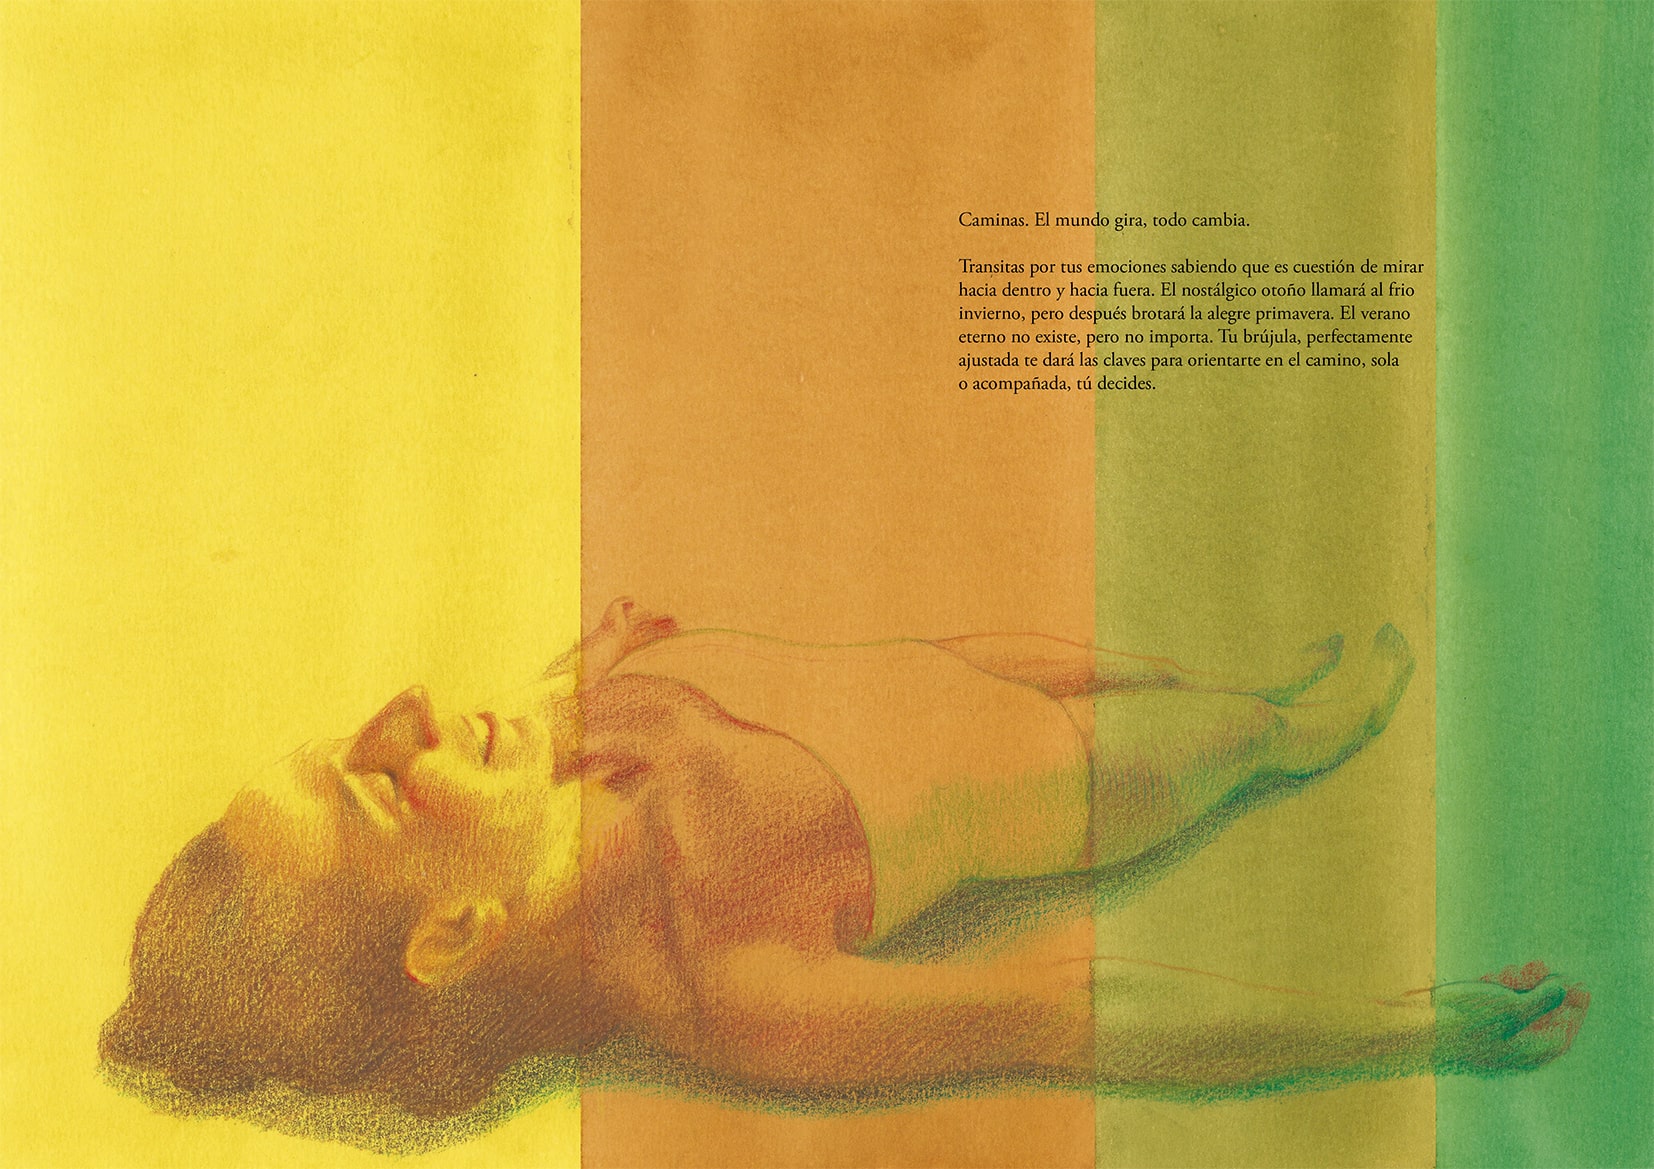 Caminas. El mundo gira, todo cambia.
Transitas por tus emociones sabiendo que es cuestión de mirar
hacia dentro y hacia fuera. El nostálgico otoño llamará al frio
invierno, pero después brotará la alegre primavera. El verano
eterno no existe, pero no importa. Tu brújula, perfectamente
ajustada te dará las claves para orientarte en el camino, sola
o acompañada, tú decides.